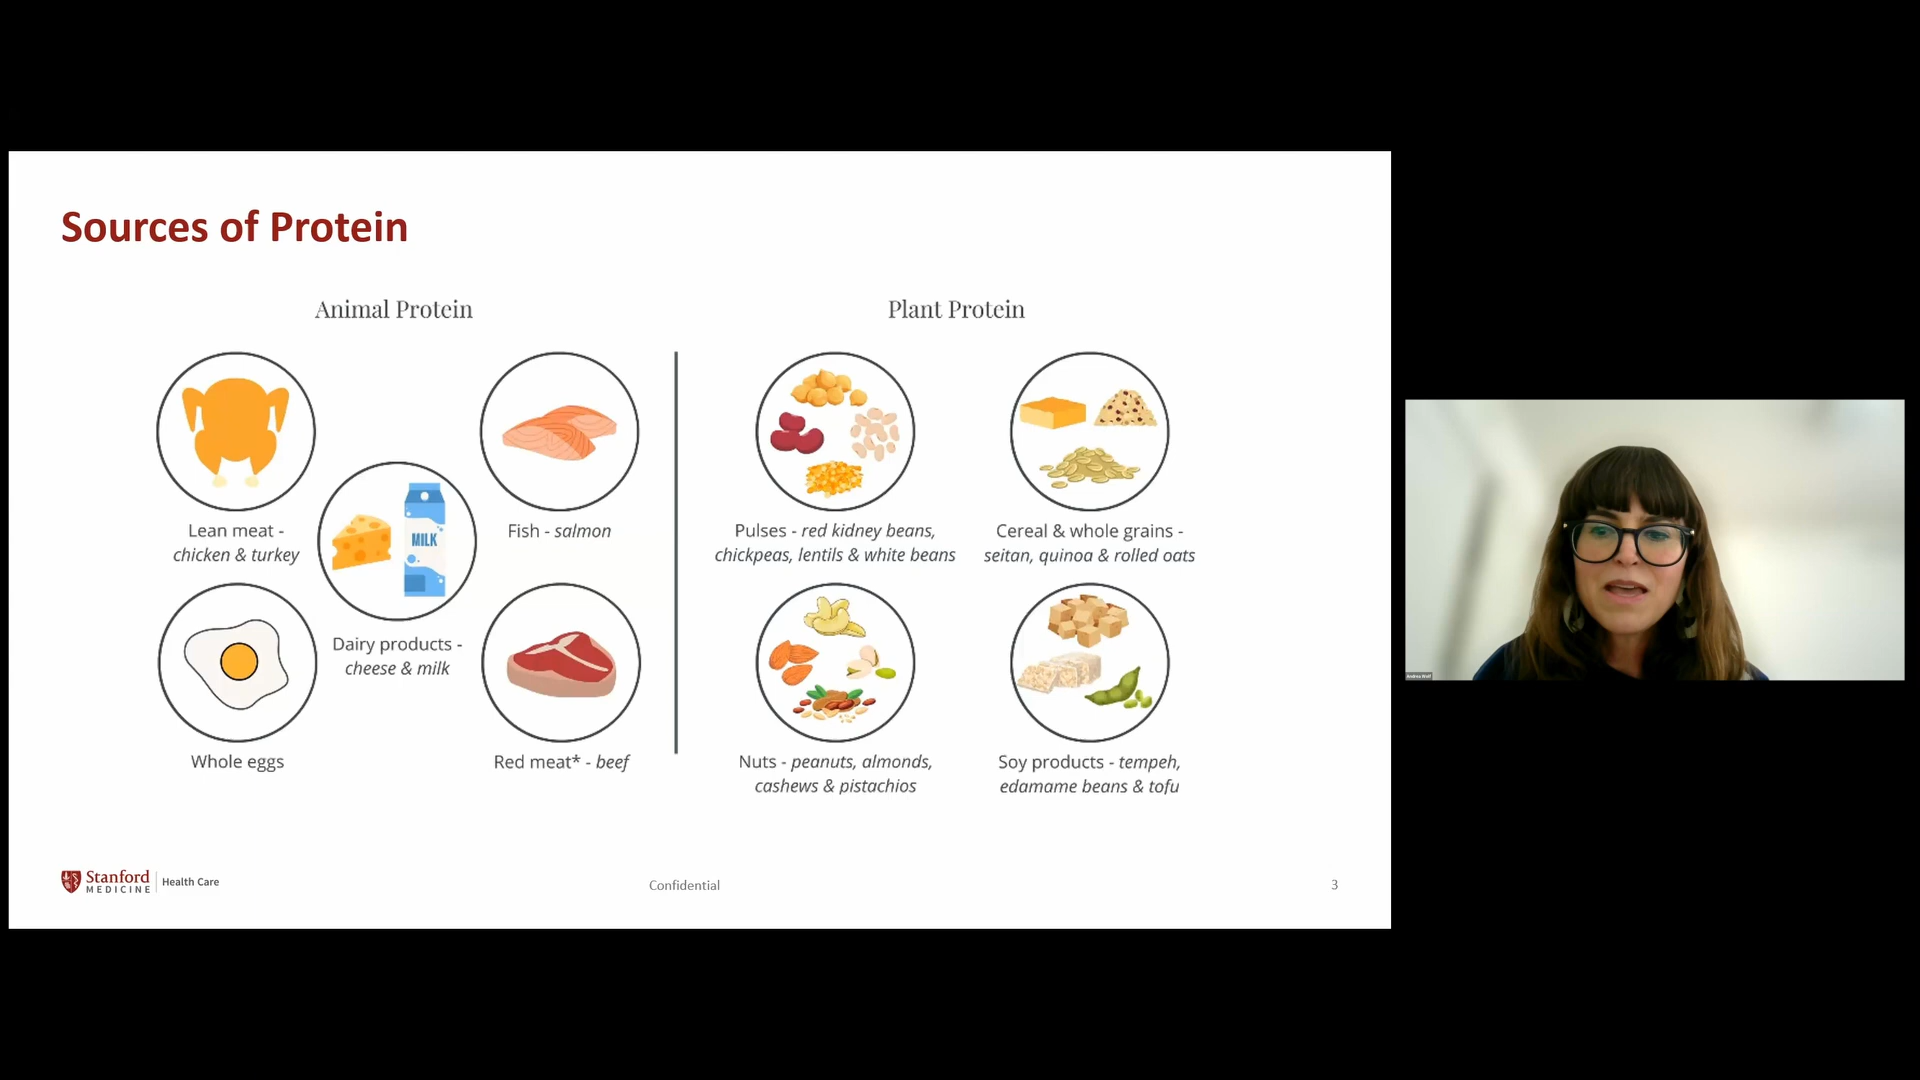 Sources of Protein
Animal Protein
Lean meat -
chicken & turkey
Fish - salmon
MILK
Dairy products -
cheese & milk
Whole eggs
Red meat* - beef
Plant Protein
Pulses - red kidney beans,
chickpeas, lentils & white beans
Cereal & whole grains -
seitan, quinoa & rolled oats
Nuts - peanuts, almonds,
cashews & pistachios
Soy products - tempeh,
edamame beans & tofu
Stanford
MEDICINE
Health Care
Confidential
3
Andrea Wolf